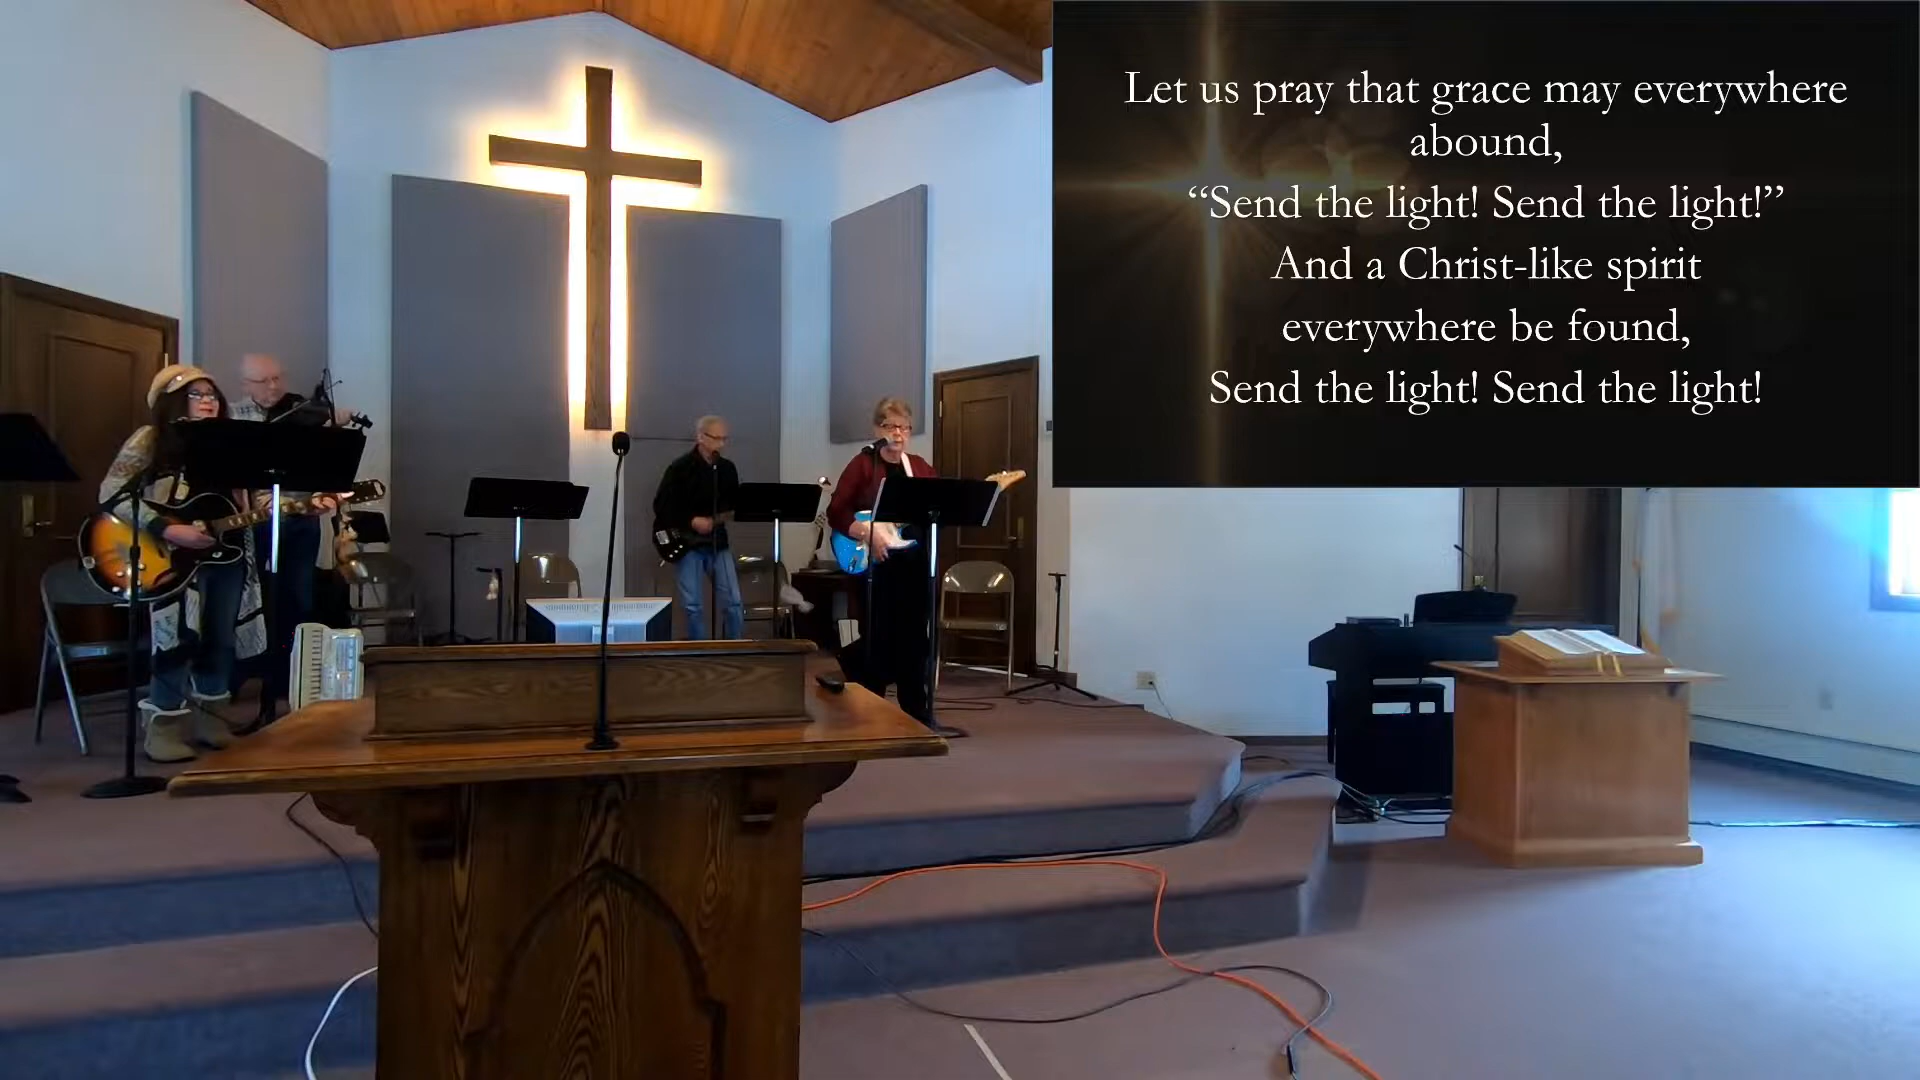 Let us pray that grace may everywhere
abound,
“Send the light! Send the light!”
And a Christ-like spirit
everywhere be found,
Send the light! Send the light!